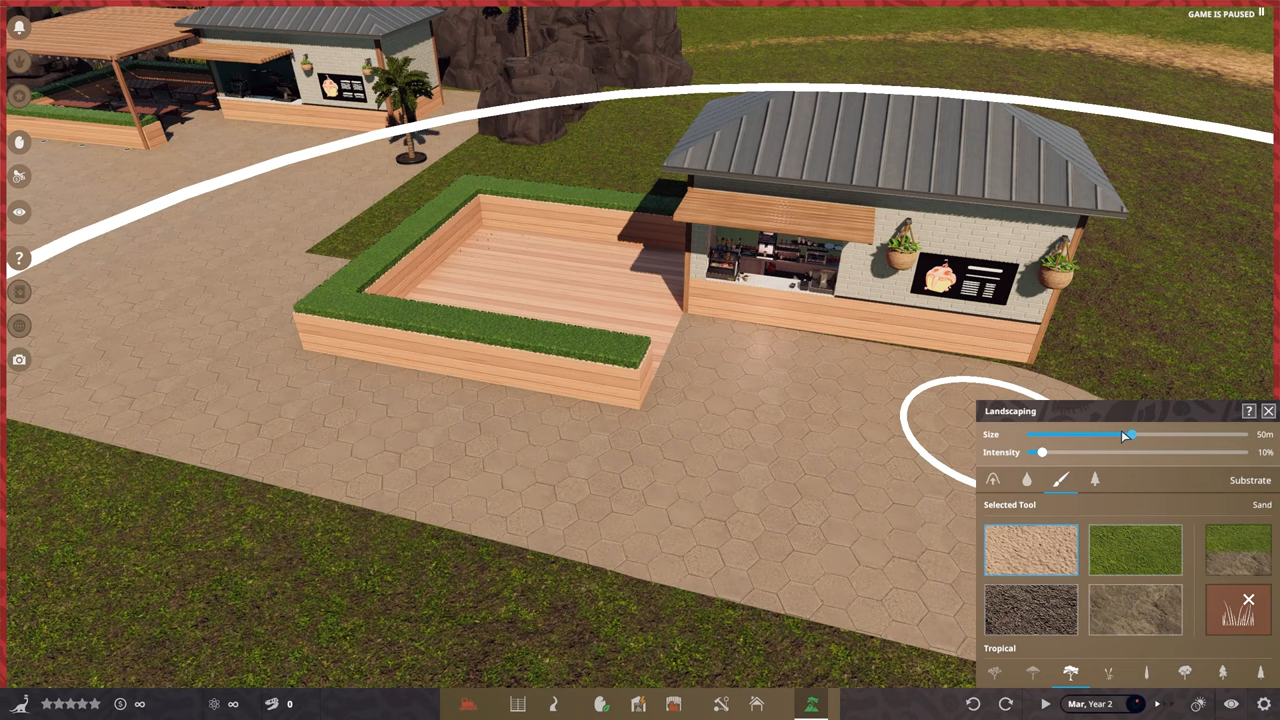 GAME IS PAUSED
Landscaping
?
Size 50m
Intensity 10%
Substrate
Selected Tool Sand
Tropical
?
0
Mar, Year 2